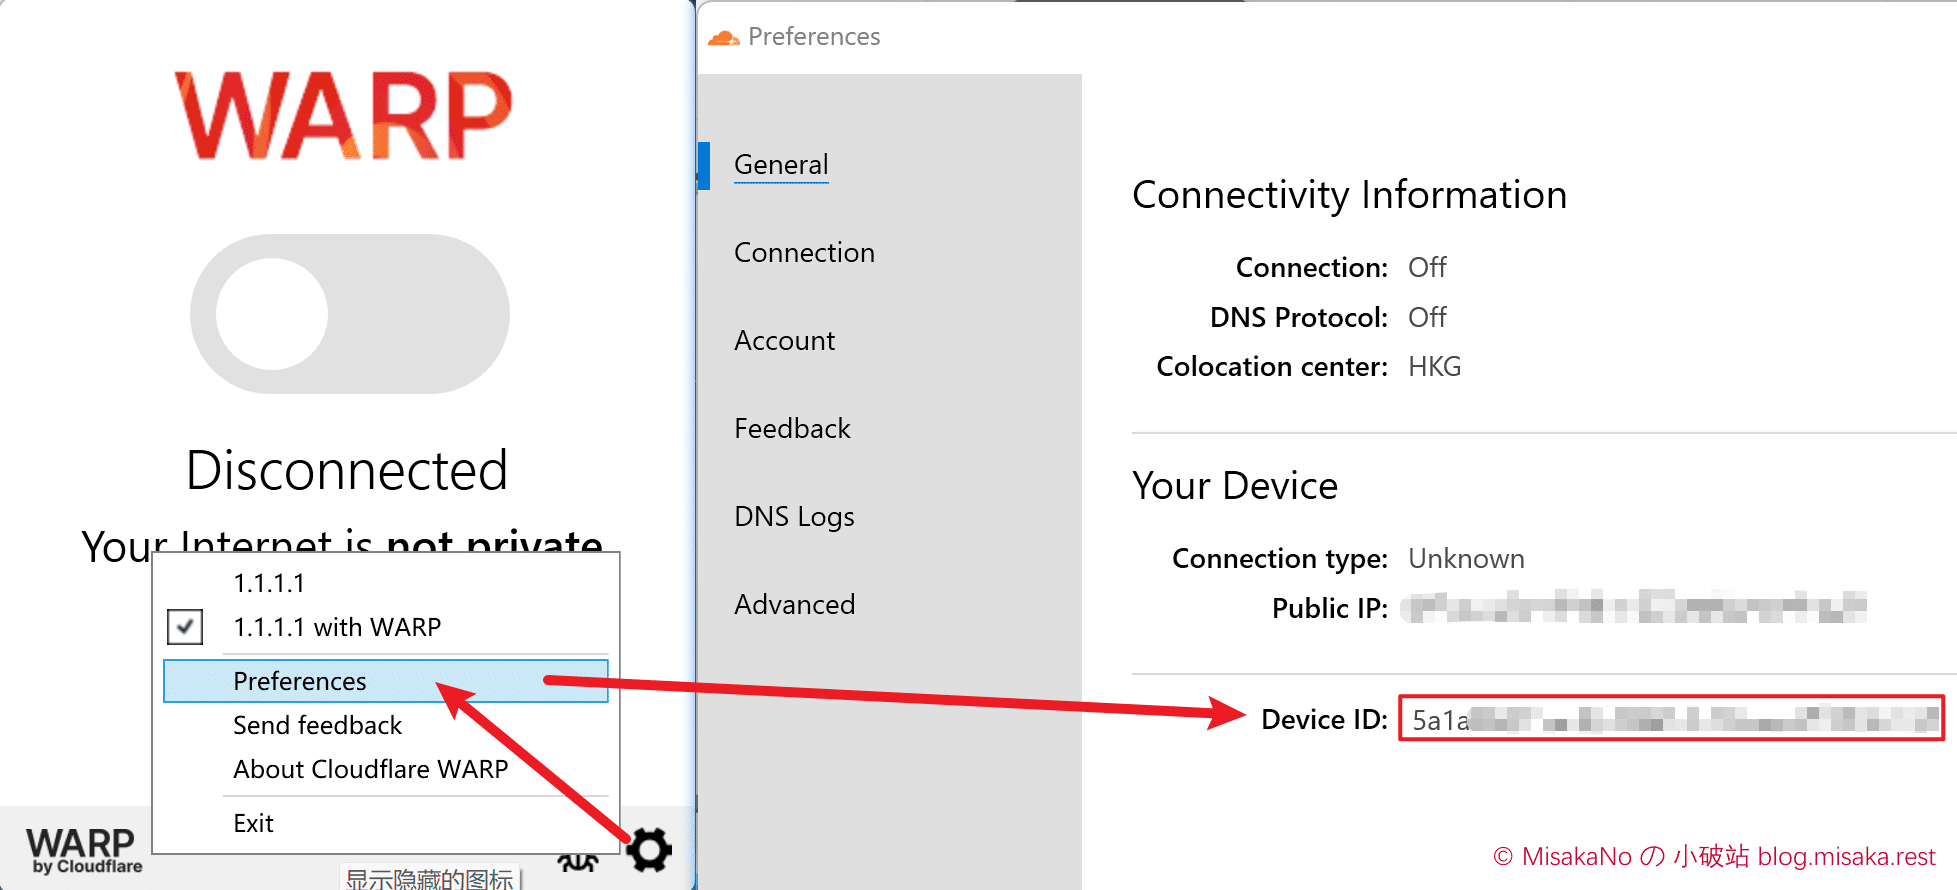 WARP
Disconnected
Your Internet is not private.
1.1.1.1
1.1.1.1 with WARP
Preferences
Send feedback
About Cloudflare WARP
Exit
WARP
by Cloudflare
显示隐藏的图标
Preferences
General
Connection
Account
Feedback
DNS Logs
Advanced
Connectivity Information
Connection: Off
DNS Protocol: Off
Colocation center: HKG
Your Device
Connection type: Unknown
Public IP:
Device ID: 5a1a
© MisakaNo の 小破站 blog.misaka.rest